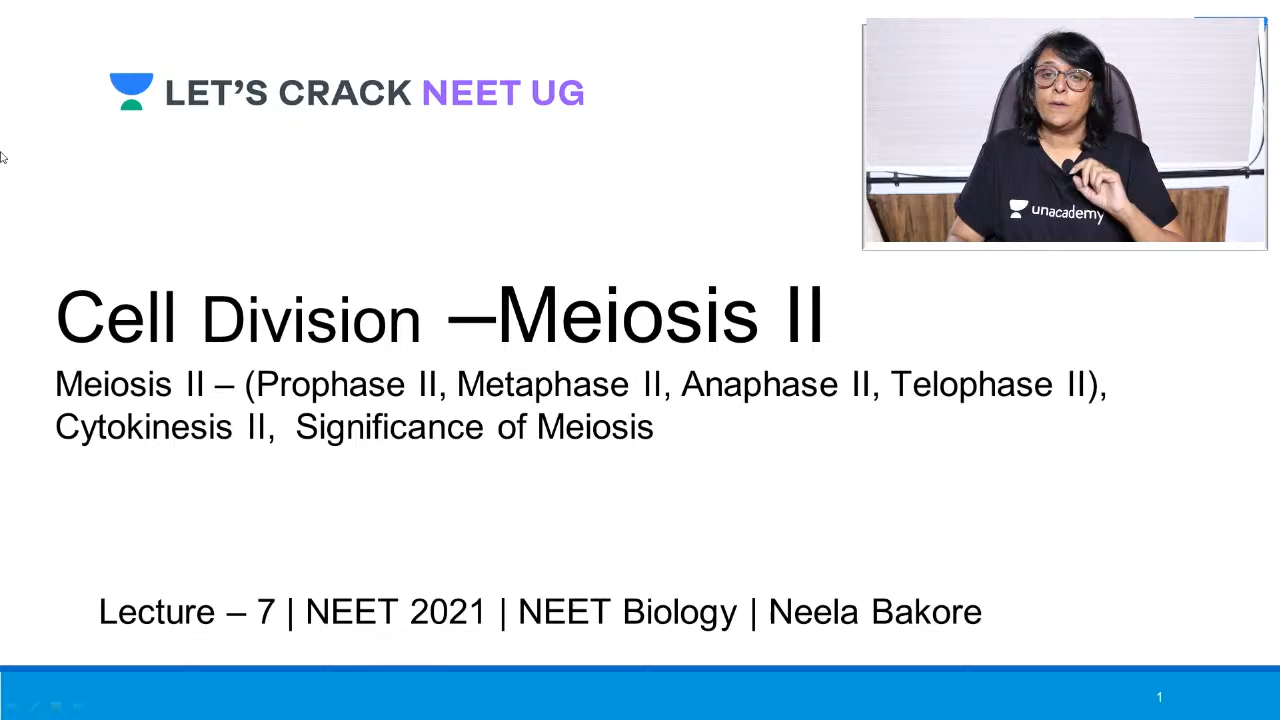 LET'S CRACK NEET UG
unacademy
Cell Division –Meiosis II
Meiosis II – (Prophase II, Metaphase II, Anaphase II, Telophase II),
Cytokinesis II, Significance of Meiosis
Lecture – 7 | NEET 2021 | NEET Biology | Neela Bakore
1